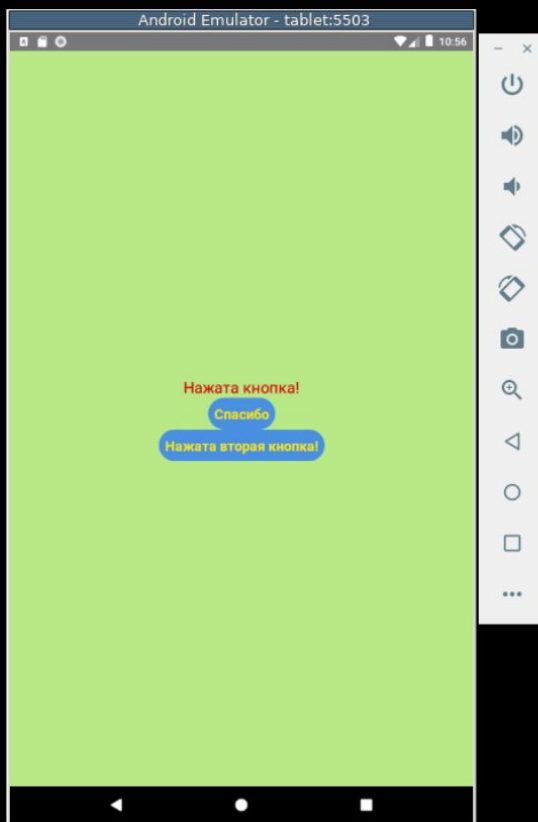 Android Emulator - tablet:5503
10:56
Нажата кнопка!
Спасибо
Нажата вторая кнопка!